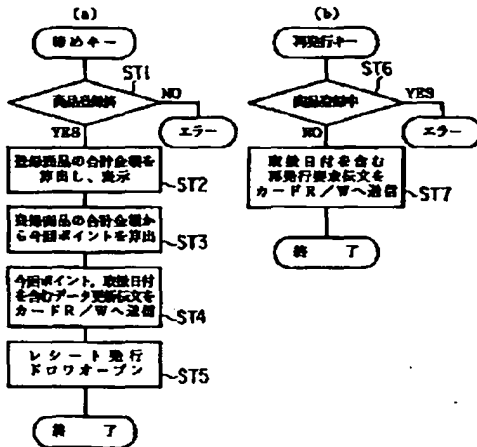 (a)
締めキー
ST1
商品登録済
NO
エラー
YES
登録商品の合計金額を
算出し、表示
ST2
登録商品の合計金額か
ら今回ポイントを算出
ST3
今回ポイント,取扱日付
を含むデータ更新伝文を
カードR/Wへ送信
ST4
レシート発行
ドロワオープン
ST5
終了
(b)
再発行キー
ST6
商品登録中
YES
エラー
NO
取扱日付を含む
再発行要求伝文を
カードR/Wへ送信
ST7
終了